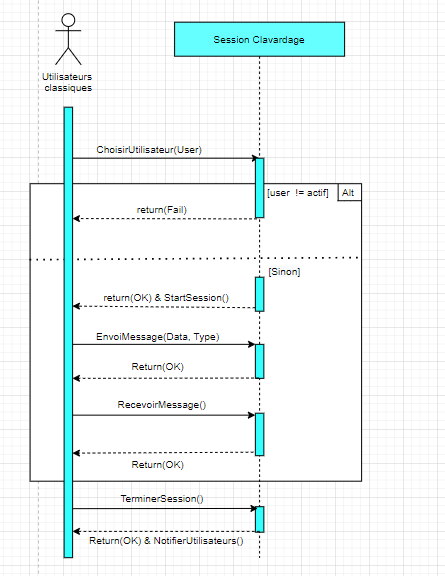 Session Clavardage
Utilisateurs
classiques
ChoisirUtilisateur(User)
[user != actif]
Alt
return(Fail)
[Sinon]
return(OK) & StartSession()
EnvoiMessage(Data, Type)
Return(OK)
RecevoirMessage()
Return(OK)
TerminerSession()
Return(OK) & NotifierUtilisateurs()